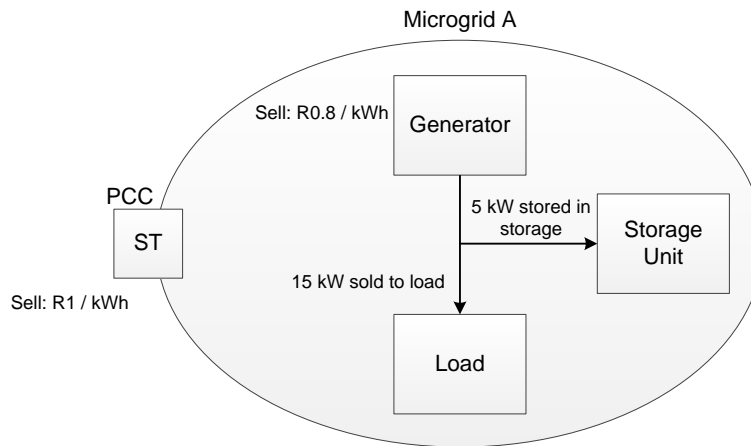 Microgrid A
Sell: R0.8 / kWh
Generator
PCC
ST
5 kW stored in
storage
Storage
Unit
15 kW sold to load
Sell: R1 / kWh
Load